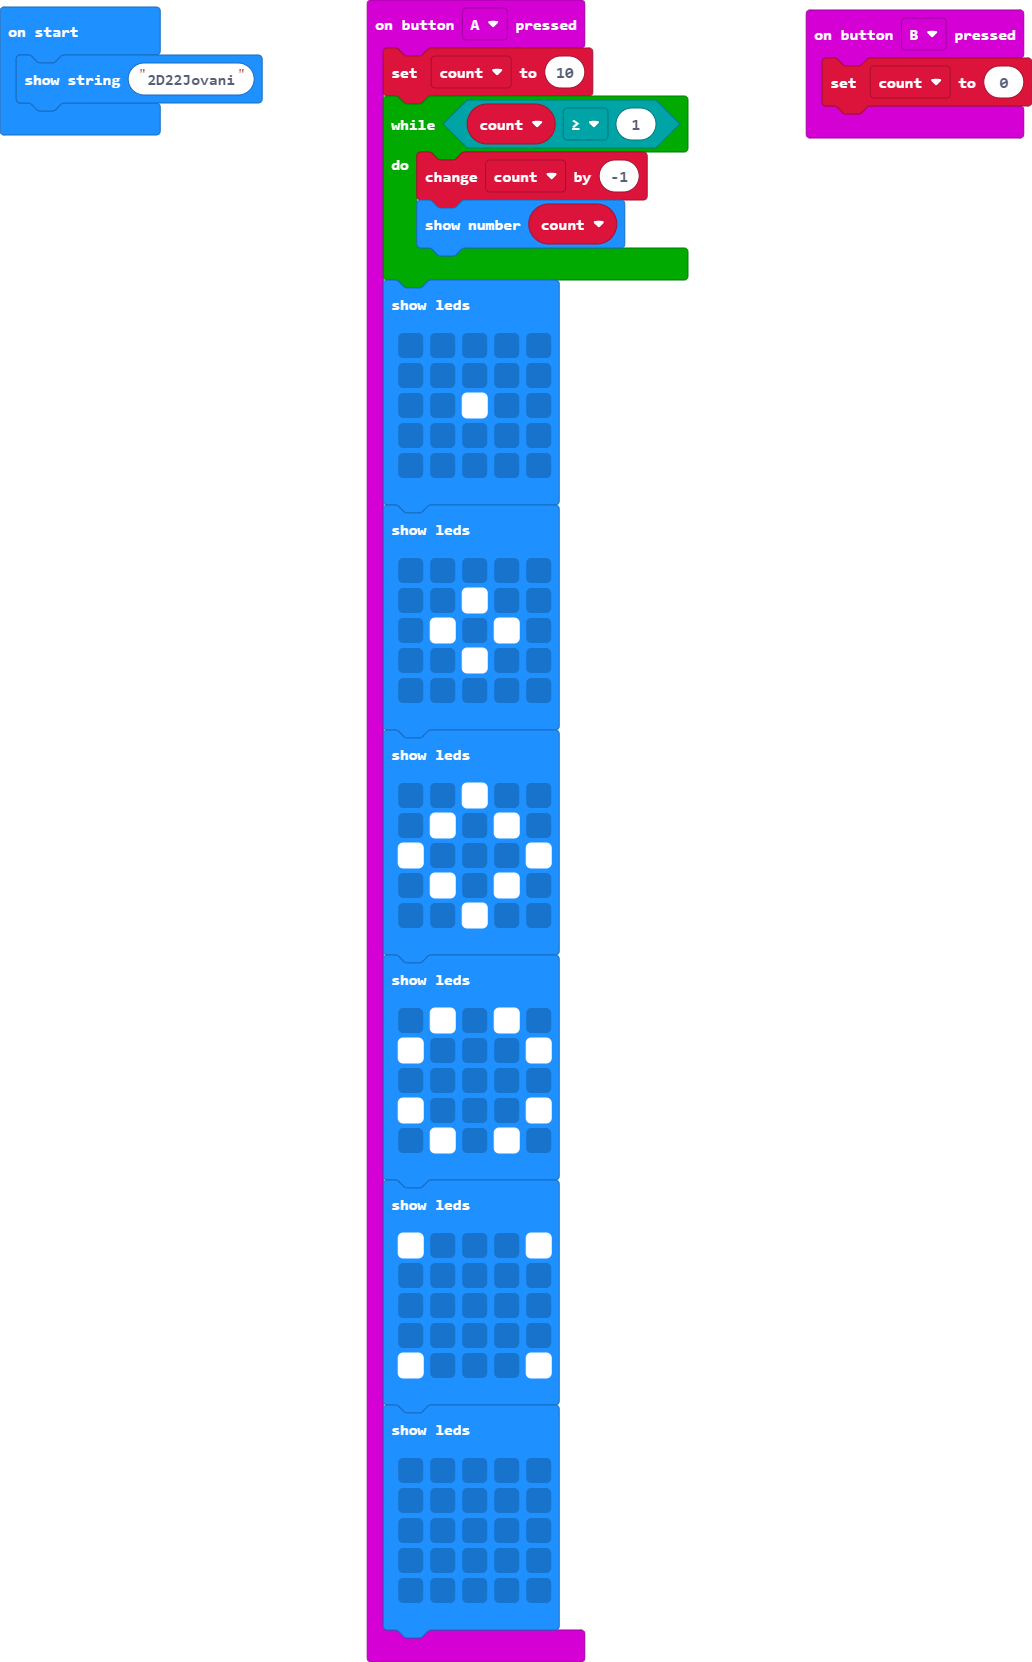 on start
show string "2D22Jovani"
on button A pressed
set count to 10
while count ≥ 1
do
change count by -1
show number count
show leds
show leds
show leds
show leds
show leds
show leds
on button B pressed
set count to 0